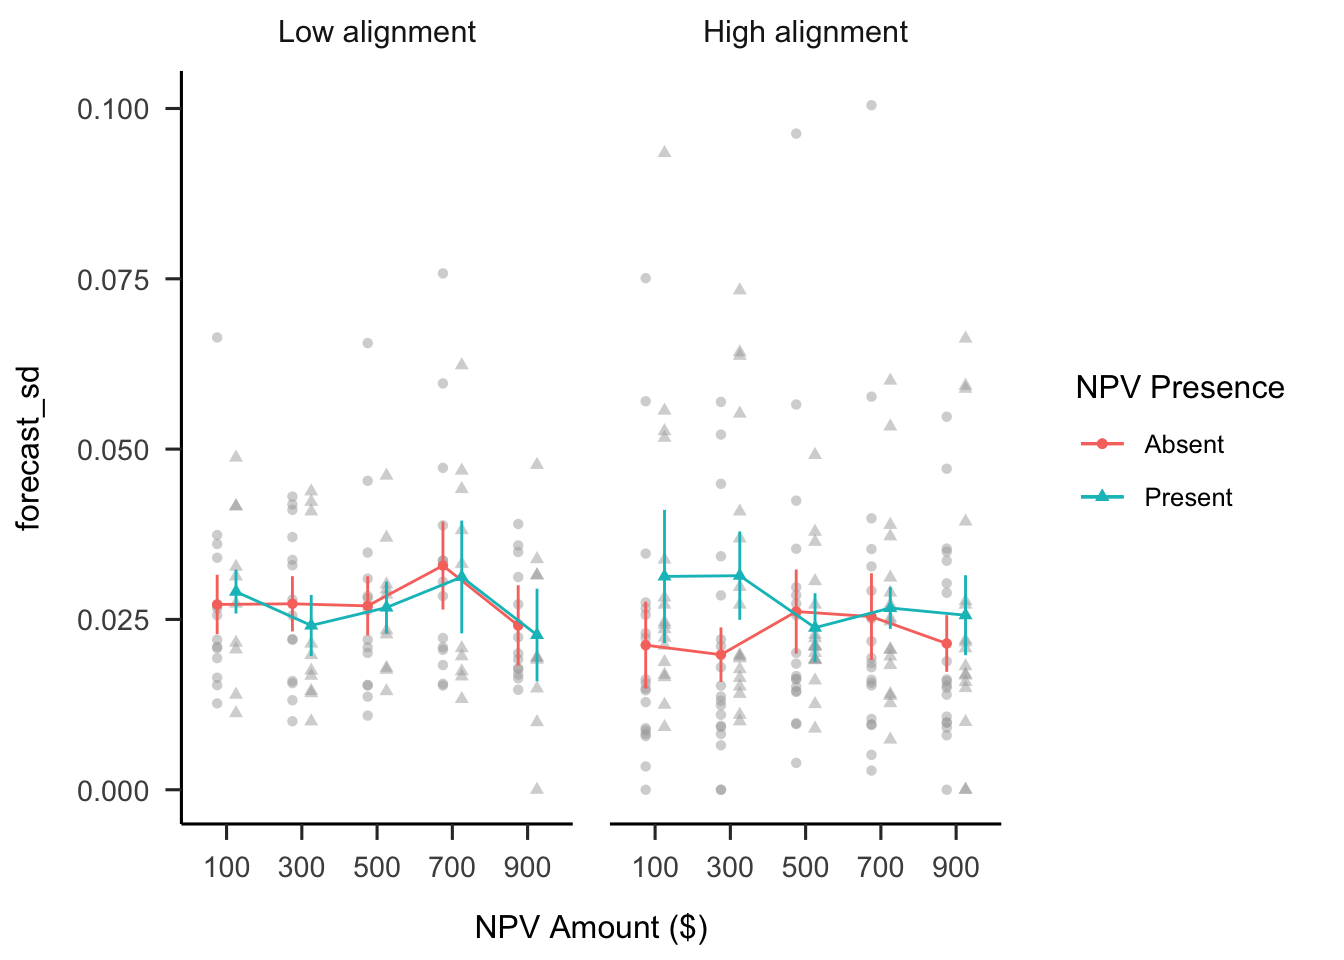 Low alignment
High alignment
0.100
0.075
0.050
0.025
0.000
forecast_sd
100 300 500 700 900
100 300 500 700 900
NPV Amount ($)
NPV Presence
Absent
Present